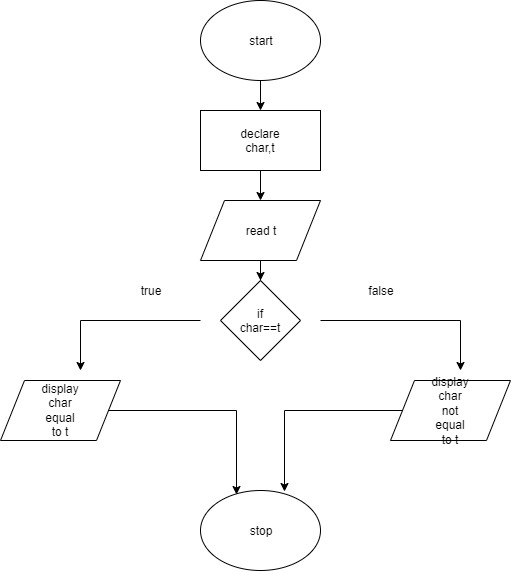 start
declare
char,t
read t
true
false
if
char==t
display
char
equal
to t
display
char
not
equal
to t
stop